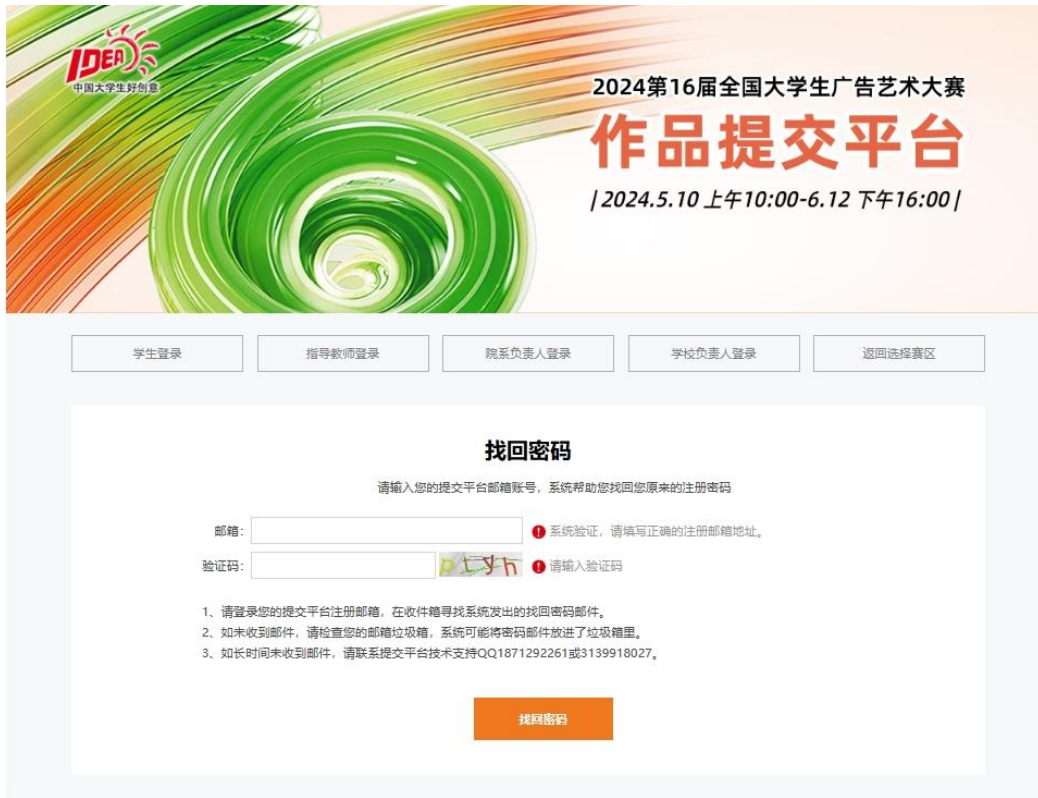 IDEA
中国大学生好创意
2024第16届全国大学生广告艺术大赛
作品提交平台
|2024.5.10 上午10:00-6.12 下午16:00|
学生登录 指导教师登录 院系负责人登录 学校负责人登录 返回选择赛区
找回密码
请输入您的提交平台邮箱账号，系统帮助您找回您原来的注册密码
邮箱： 系统验证，请填写正确的注册邮箱地址。
验证码： ptyh 请输入验证码
1、请登录您的提交平台注册邮箱，在收件箱寻找系统发出的找回密码邮件。
2、如未收到邮件，请检查您的邮箱垃圾箱，系统可能将密码邮件放进了垃圾箱里。
3、如长时间未收到邮件，请联系提交平台技术支持QQ1871292261或3139918027。
找回密码